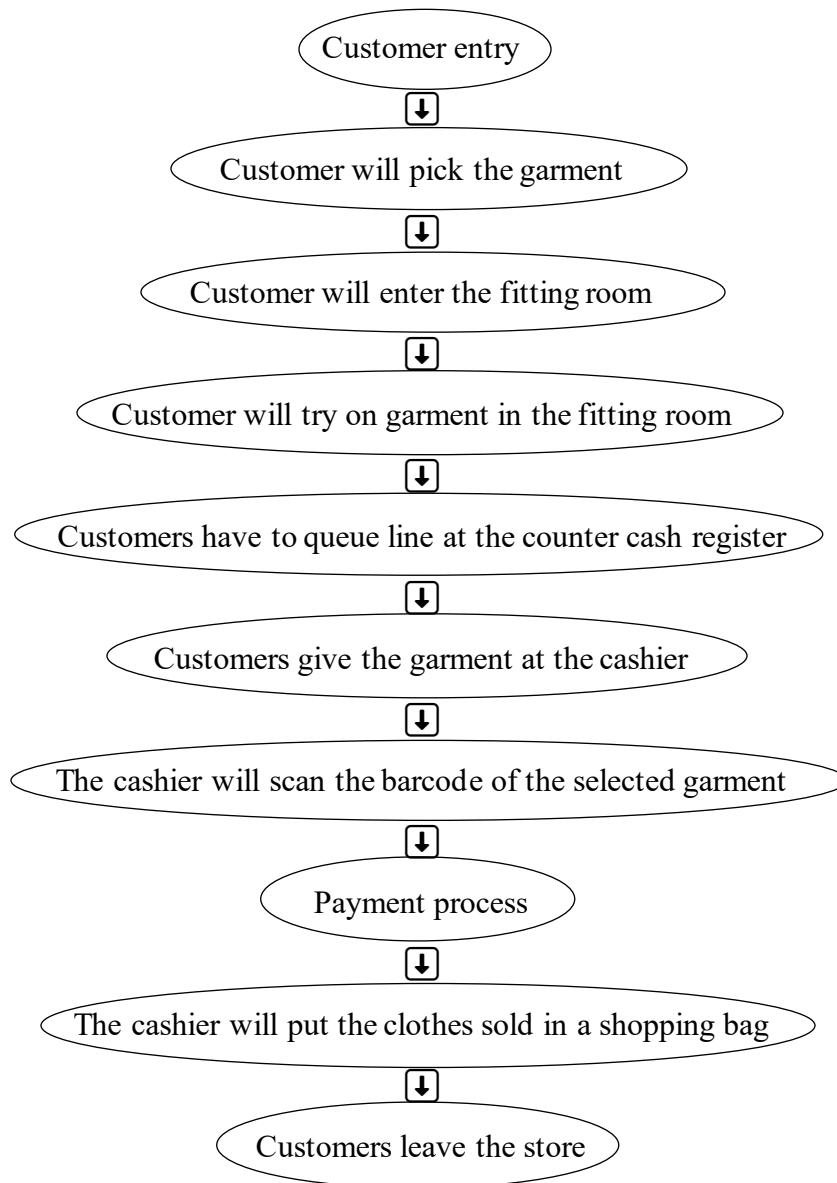 Customer entry
Customer will pick the garment
Customer will enter the fitting room
Customer will try on garment in the fitting room
Customers have to queue line at the counter cash register
Customers give the garment at the cashier
The cashier will scan the barcode of the selected garment
Payment process
The cashier will put the clothes sold in a shopping bag
Customers leave the store